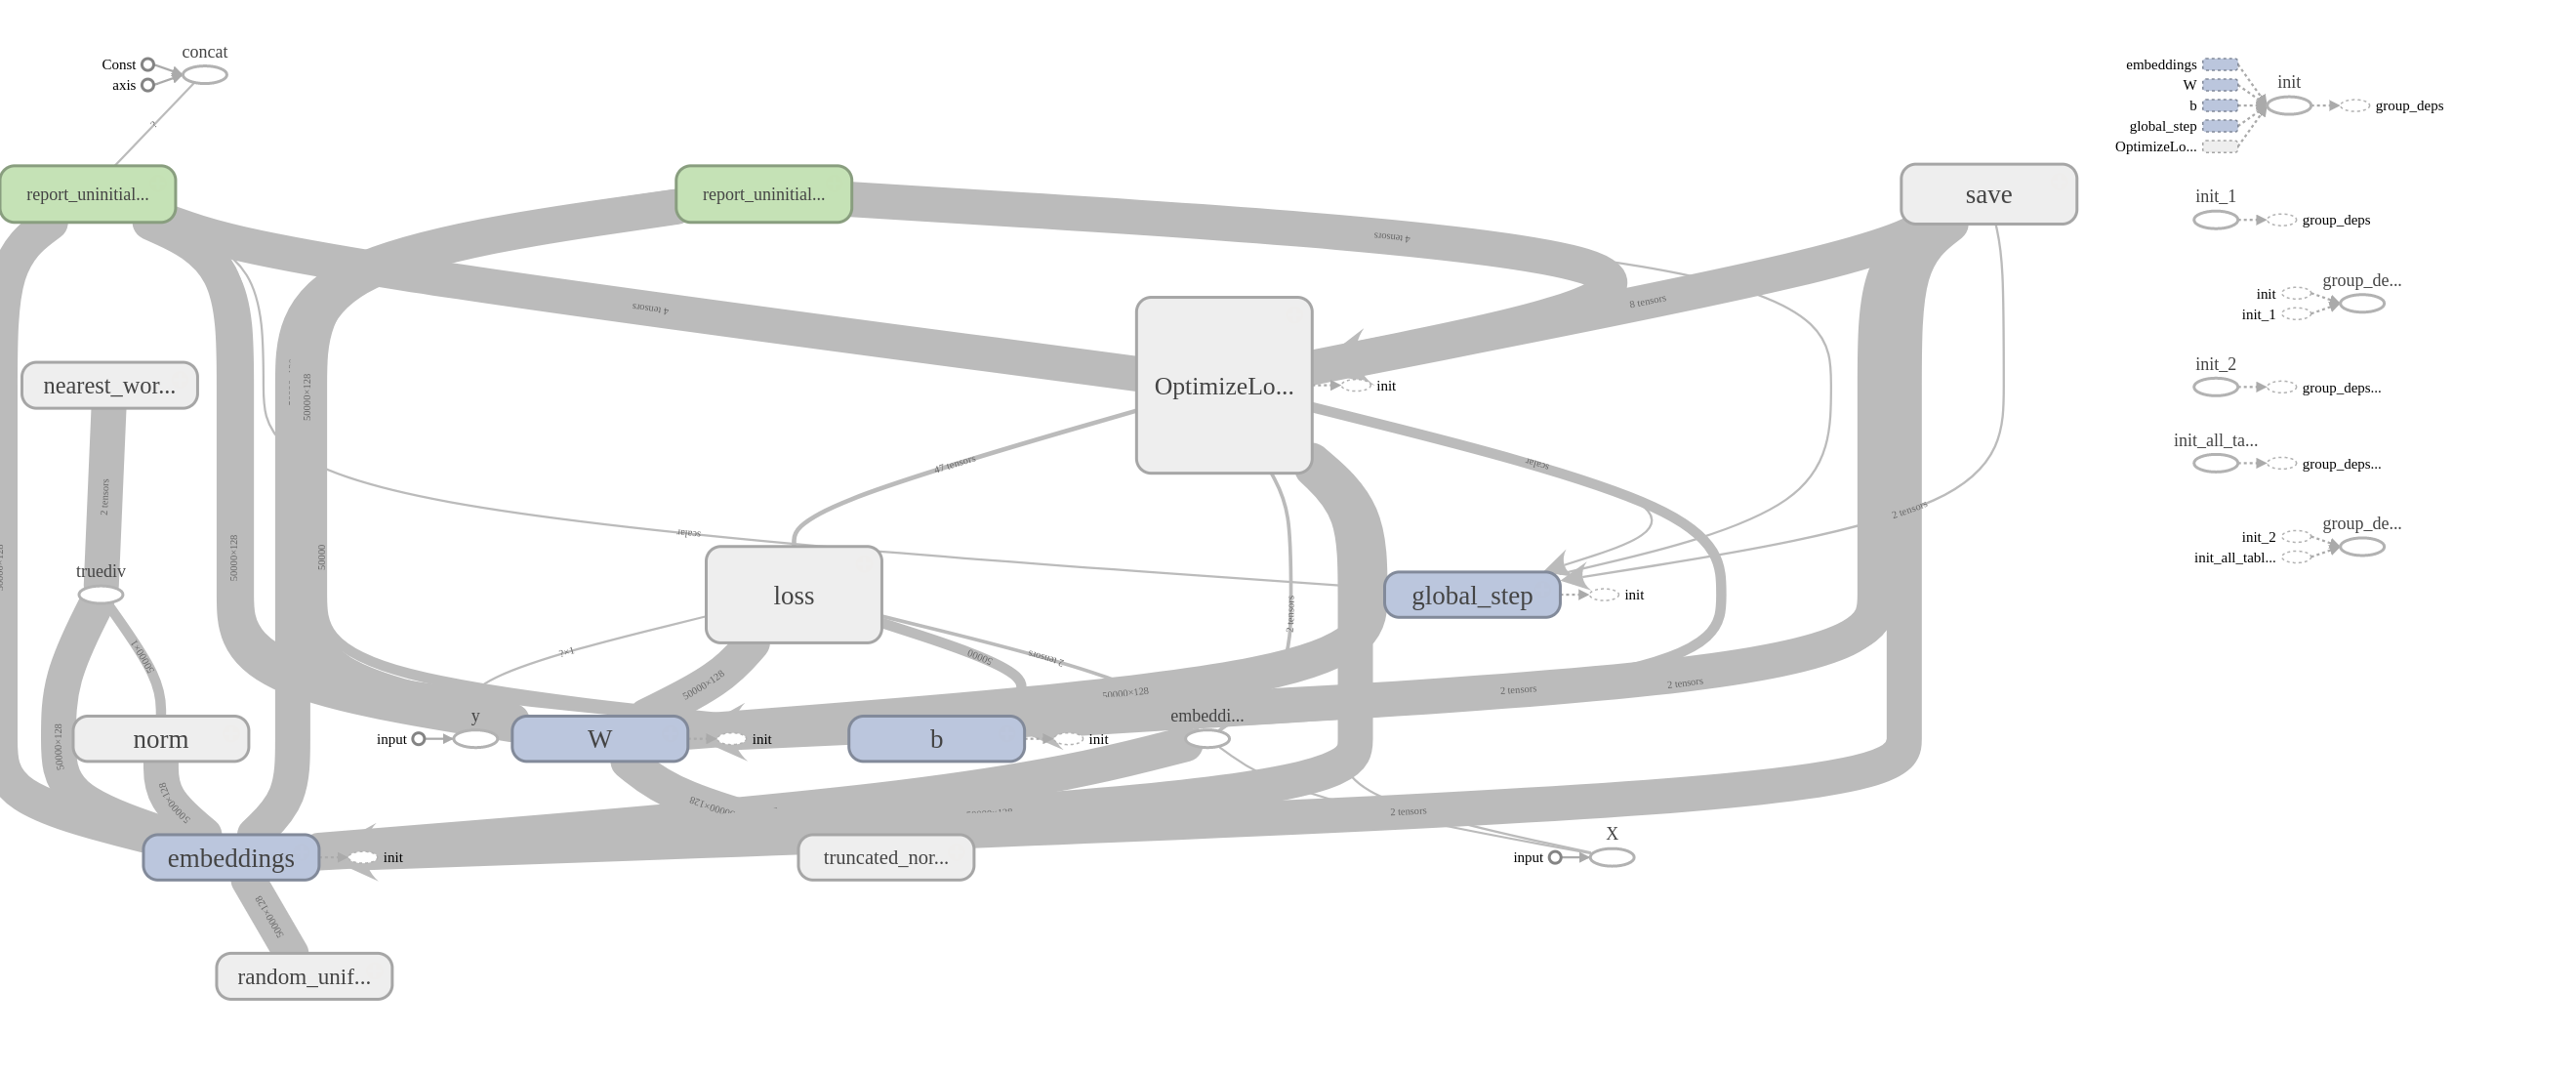 concat
Const
axis
?
report_uninitial...
report_uninitial...
save
4 tensors
4 tensors
8 tensors
OptimizeLo...
init
nearest_wor...
50000×128
2 tensors
47 tensors
scalar
2 tensors
scalar
50000×128
50000
50000×128
truediv
loss
global_step
init
2 tensors
50000×1
?×1
50000
2 tensors
50000×128
50000×128
2 tensors
2 tensors
y
embeddi...
norm
input
W
init
b
init
50000×128
50000×128
50000×128
2 tensors
X
embeddings
init
truncated_nor...
input
50000×128
random_unif...
embeddings
W
b
global_step
OptimizeLo...
init
group_deps
init_1
group_deps
group_de...
init
init_1
init_2
group_deps...
init_all_ta...
group_deps...
group_de...
init_2
init_all_tabl...